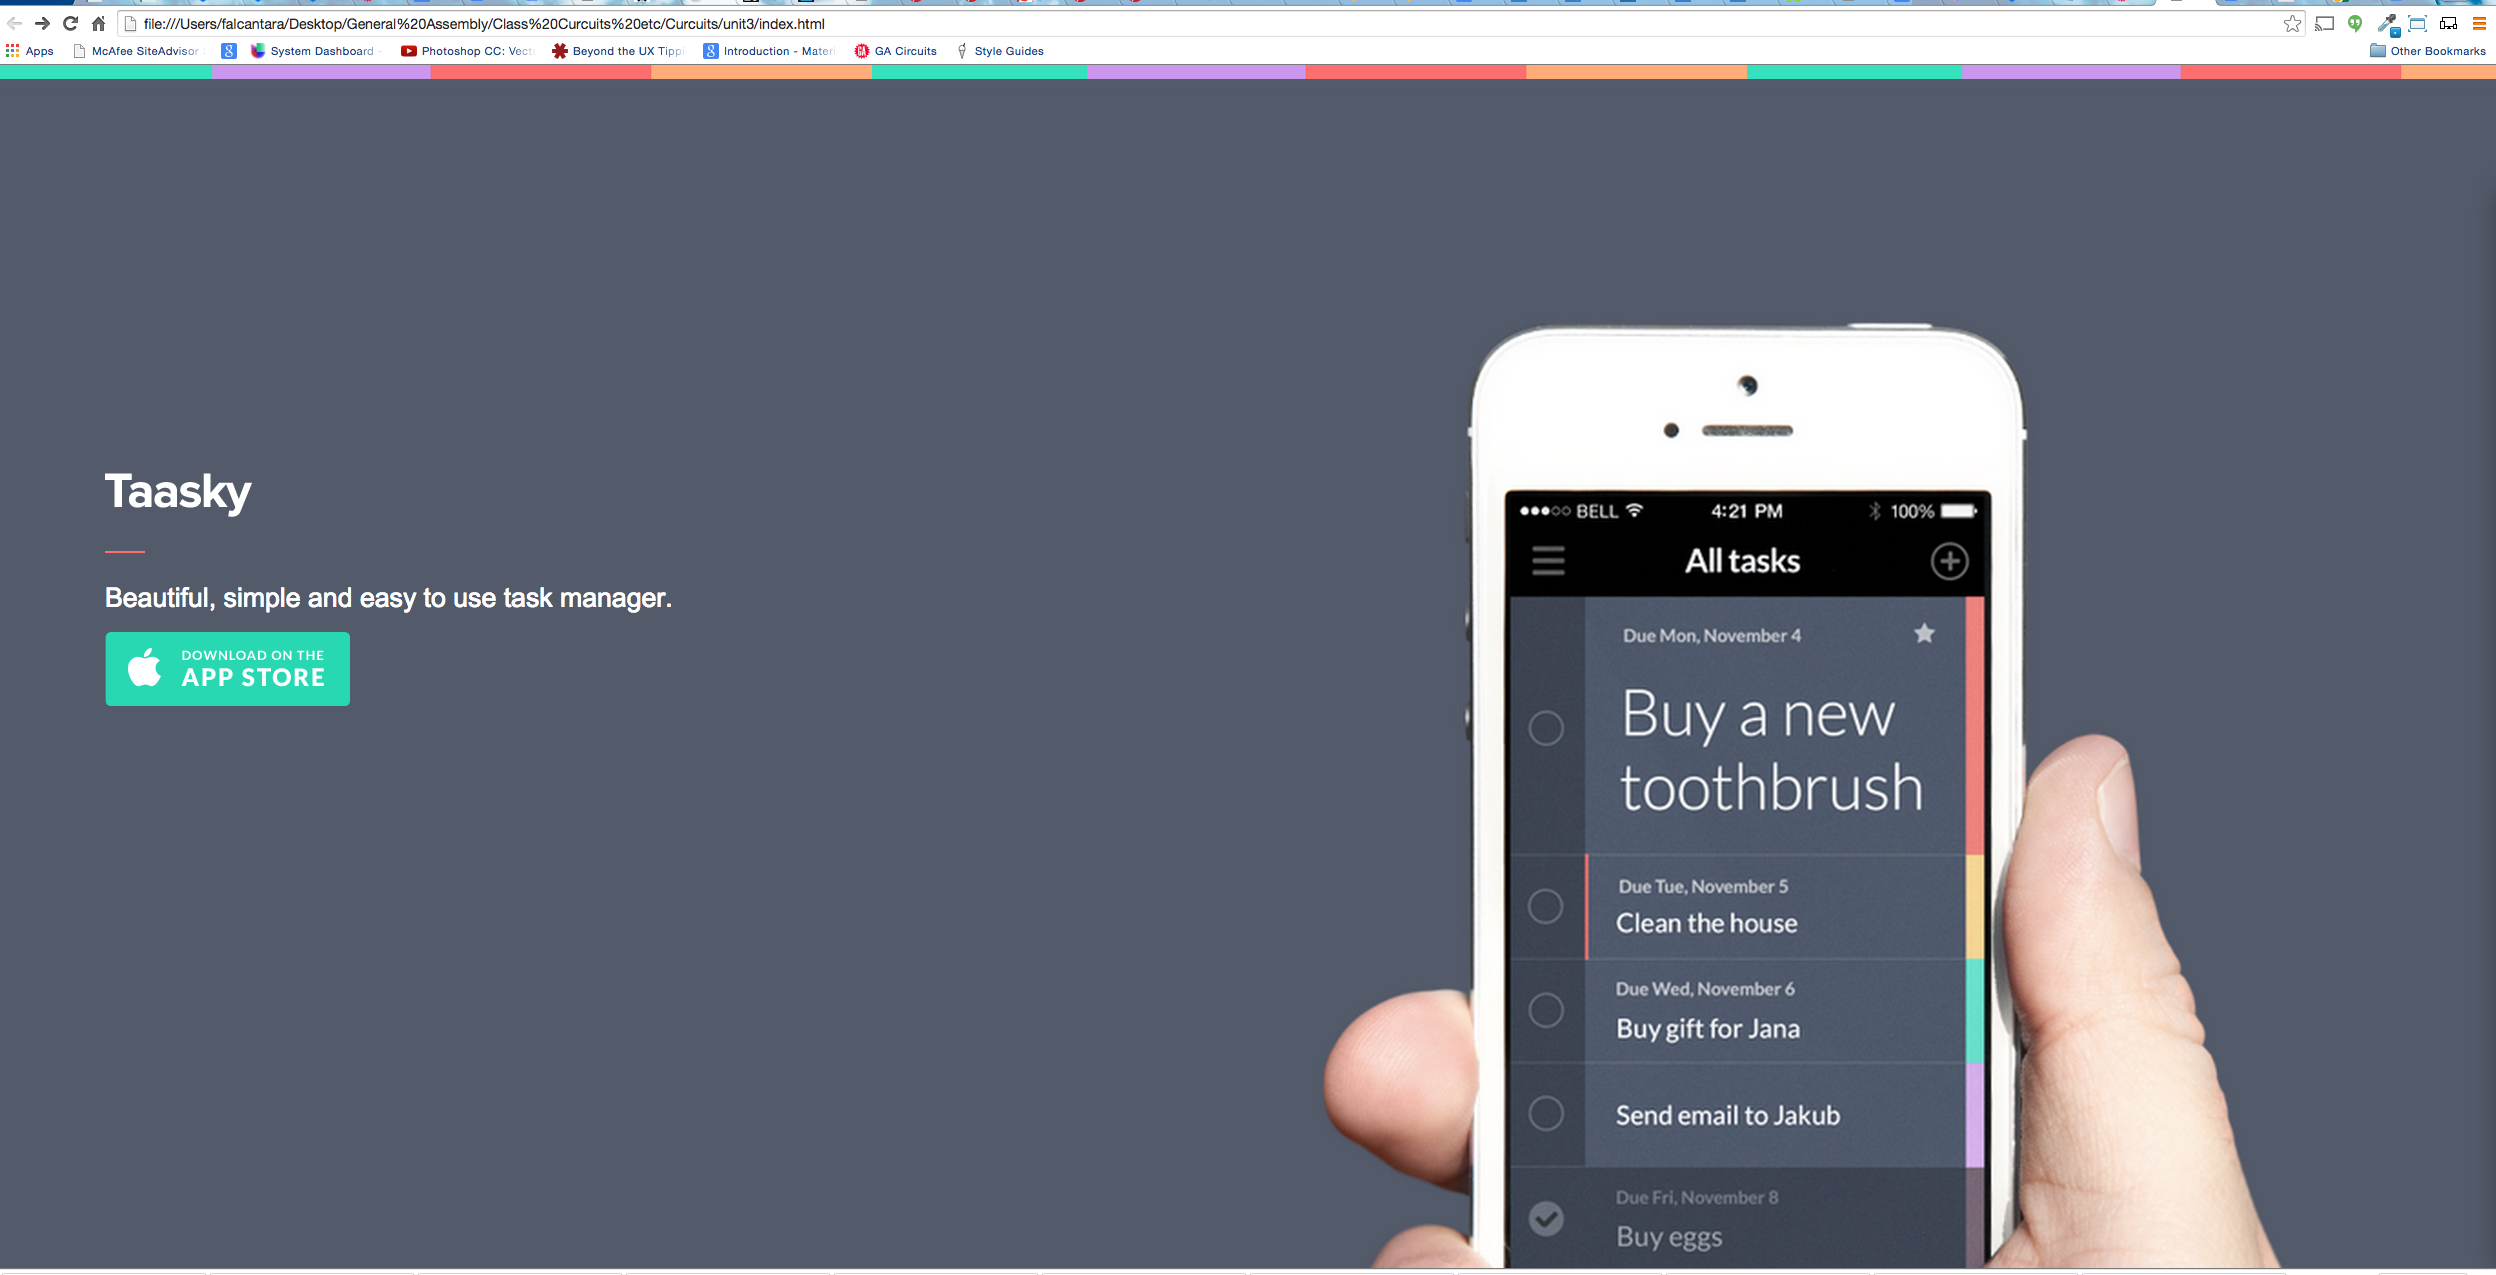 file:///Users/falcantara/Desktop/General%20Assembly/Class%20Curcuits%20etc/Curcuits/unit3/index.html
Apps McAfee SiteAdvisor System Dashboard - Photoshop CC: Vect Beyond the UX Tipp Introduction - Mater GA Circuits Style Guides Other Bookmarks
Taasky
Beautiful, simple and easy to use task manager.
DOWNLOAD ON THE
APP STORE
BELL 4:21 PM 100%
All tasks
Due Mon, November 4
Buy a new
toothbrush
Due Tue, November 5
Clean the house
Due Wed, November 6
Buy gift for Jana
Send email to Jakub
Due Fri, November 8
Buy eggs